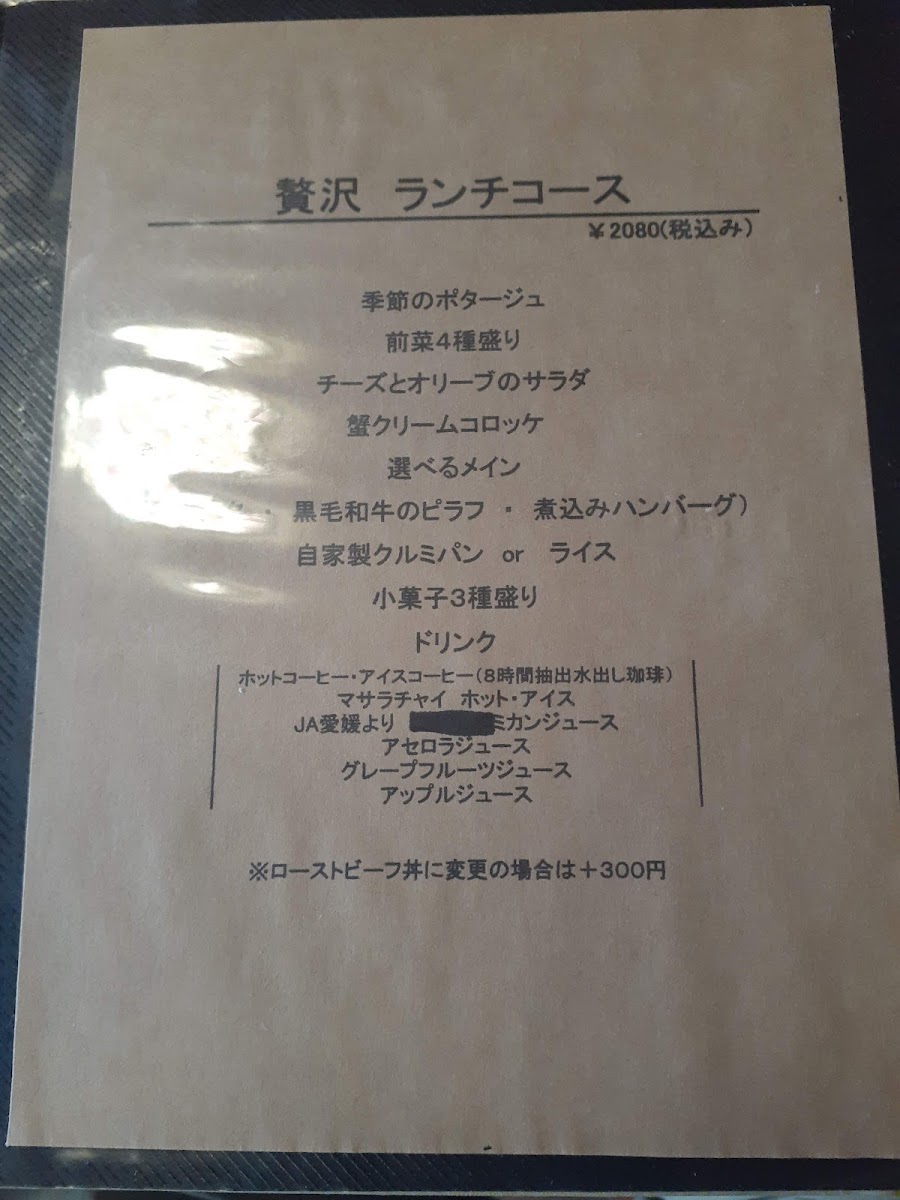 贅沢 ランチコース
¥2080(税込み)
季節のポタージュ
前菜4種盛り
チーズとオリーブのサラダ
蟹クリームコロッケ
選べるメイン
・ 黒毛和牛のピラフ ・ 煮込みハンバーグ)
自家製クルミパン or ライス
小菓子3種盛り
ドリンク
ホットコーヒー・アイスコーヒー(8時間抽出水出し珈琲)
マサラチャイ ホット・アイス
JA愛媛より ミカンジュース
アセロラジュース
グレープフルーツジュース
アップルジュース
※ローストビーフ丼に変更の場合は+300円